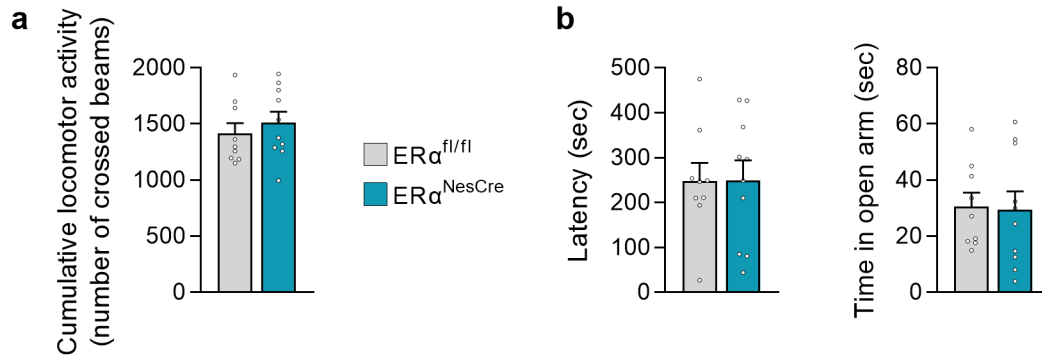 a
Cumulative locomotor activity
(number of crossed beams)
2000
1500
1000
500
0
ERα^fl/fl
ERα^NesCre
b
Latency (sec)
500
400
300
200
100
0
Time in open arm (sec)
80
60
40
20
0